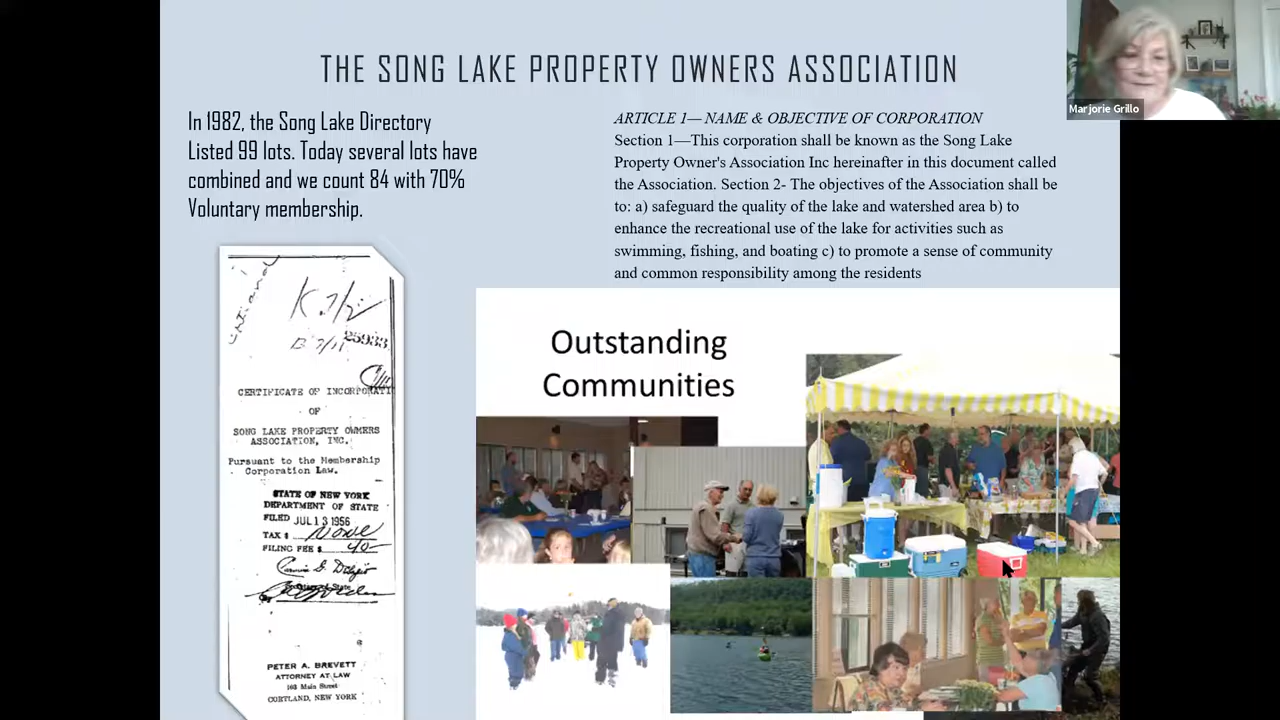 THE SONG LAKE PROPERTY OWNERS ASSOCIATION
Marjorie Grillo
In 1982, the Song Lake Directory
Listed 99 lots. Today several lots have
combined and we count 84 with 70%
Voluntary membership.
ARTICLE 1— NAME & OBJECTIVE OF CORPORATION
Section 1—This corporation shall be known as the Song Lake
Property Owner's Association Inc hereinafter in this document called
the Association. Section 2- The objectives of the Association shall be
to: a) safeguard the quality of the lake and watershed area b) to
enhance the recreational use of the lake for activities such as
swimming, fishing, and boating c) to promote a sense of community
and common responsibility among the residents
25933
CERTIFICATE OF INCORPORATI
OF
SONG LAKE PROPERTY OWNERS
ASSOCIATION, INC.
Pursuant to the Membership
Corporation Law.
STATE OF NEW YORK
DEPARTMENT OF STATE
FILED JUL 13 1956
TAX $ None
FILING FEE $ 40
PETER A. BREVETT
ATTORNEY AT LAW
103 Main Street
CORTLAND, NEW YORK
Outstanding
Communities